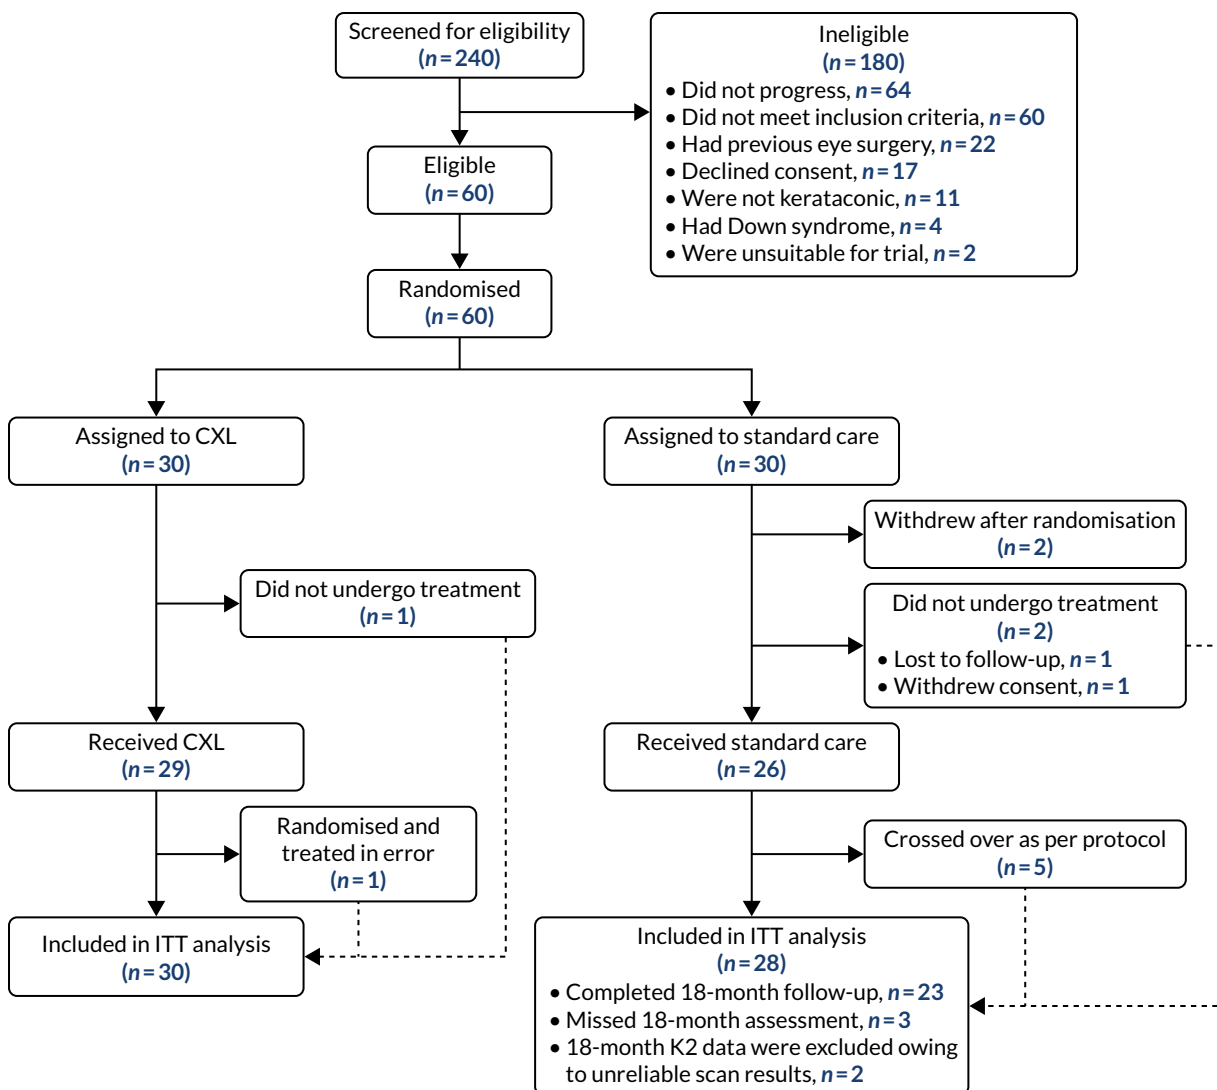 Screened for eligibility
(n=240)
Ineligible
(n=180)
• Did not progress, n=64
• Did not meet inclusion criteria, n=60
• Had previous eye surgery, n=22
• Declined consent, n=17
• Were not kerataconic, n=11
• Had Down syndrome, n=4
• Were unsuitable for trial, n=2
Eligible
(n=60)
Randomised
(n=60)
Assigned to CXL
(n=30)
Assigned to standard care
(n=30)
Withdrew after randomisation
(n=2)
Did not undergo treatment
(n=1)
Did not undergo treatment
(n=2)
• Lost to follow-up, n=1
• Withdrew consent, n=1
Received CXL
(n=29)
Received standard care
(n=26)
Randomised and
treated in error
(n=1)
Crossed over as per protocol
(n=5)
Included in ITT analysis
(n=30)
Included in ITT analysis
(n=28)
• Completed 18-month follow-up, n=23
• Missed 18-month assessment, n=3
• 18-month K2 data were excluded owing
to unreliable scan results, n=2